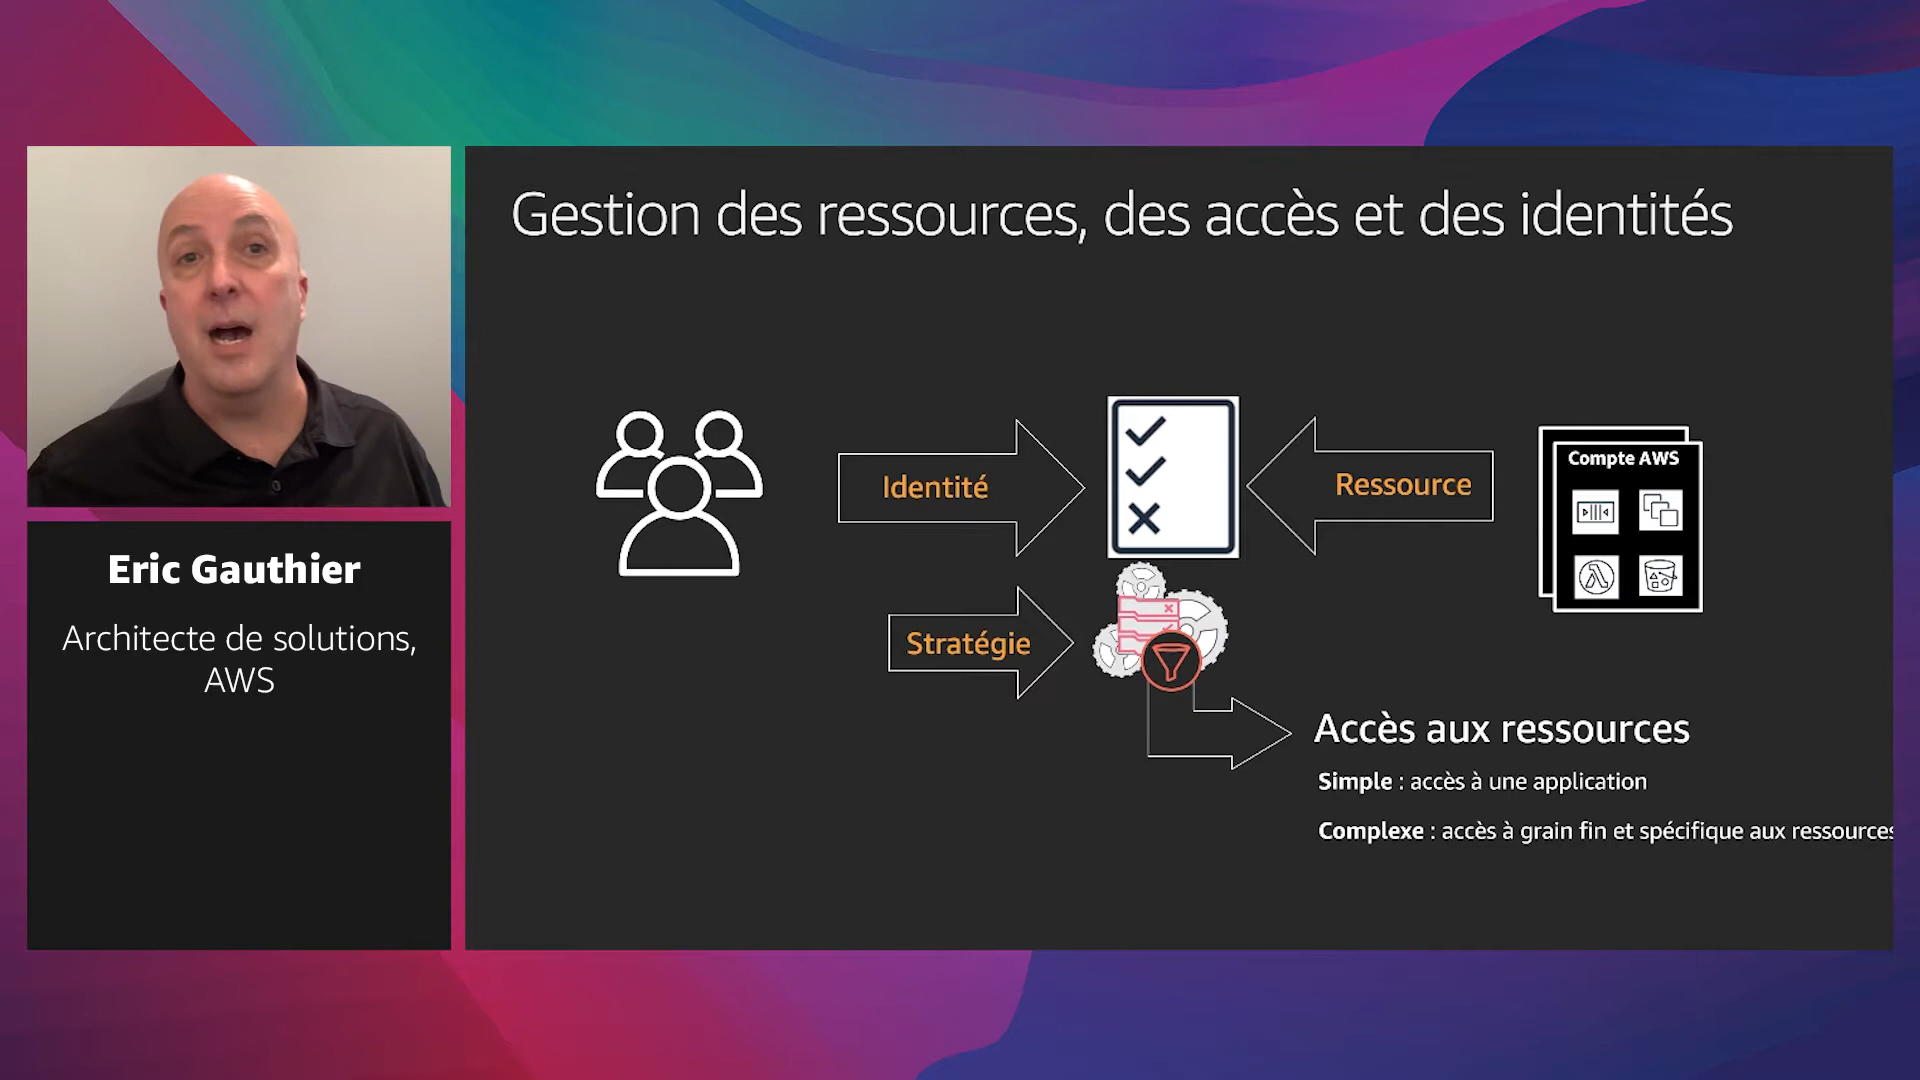 Gestion des ressources, des accès et des identités
Identité
Ressource
Compte AWS
Stratégie
Accès aux ressources
Simple : accès à une application
Complexe : accès à grain fin et spécifique aux ressources
Eric Gauthier
Architecte de solutions,
AWS